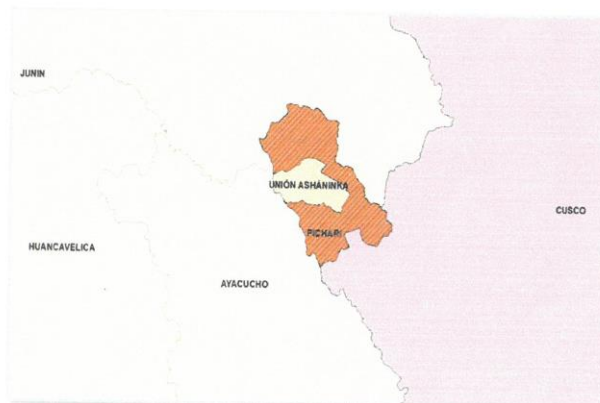 JUNIN
UNIÓN ASHÁNINKA
CUSCO
PICHARI
HUANCAVELICA
AYACUCHO